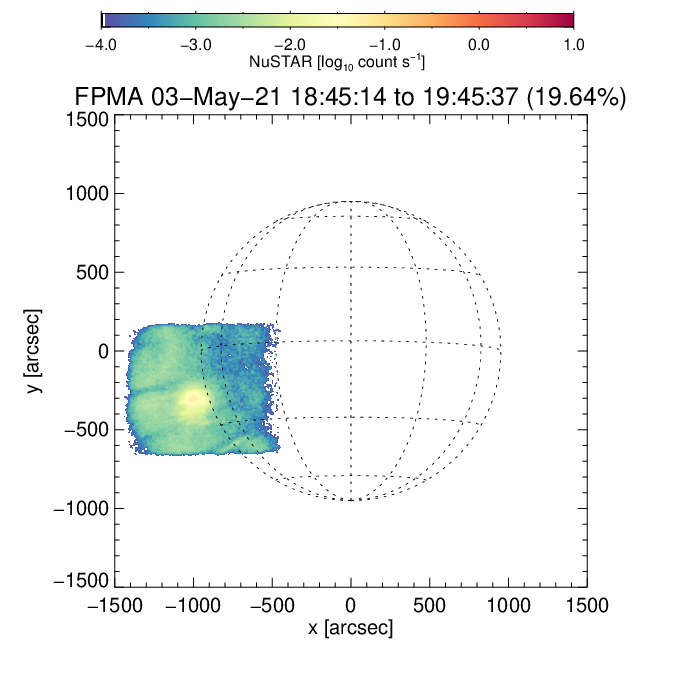 −4.0 −3.0 −2.0 −1.0 0.0 1.0
NuSTAR [log₁₀ count s⁻¹]
FPMA 03−May−21 18:45:14 to 19:45:37 (19.64%)
1500
1000
500
0
−500
−1000
−1500
y [arcsec]
−1500 −1000 −500 0 500 1000 1500
x [arcsec]